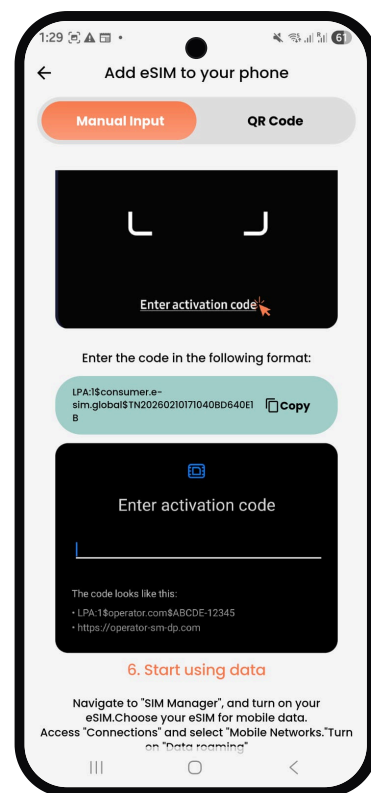 1:29
61
Add eSIM to your phone
Manual Input
QR Code
Enter activation code
Enter the code in the following format:
LPA:1$consumer.e-
sim.global$TN20260210171040BD640E1
B
Copy
Enter activation code
The code looks like this:
• LPA:1$operator.com$ABCDE-12345
• https://operator-sm-dp.com
6. Start using data
Navigate to "SIM Manager", and turn on your
eSIM.Choose your eSIM for mobile data.
Access "Connections" and select "Mobile Networks."Turn
on "Data roaming"